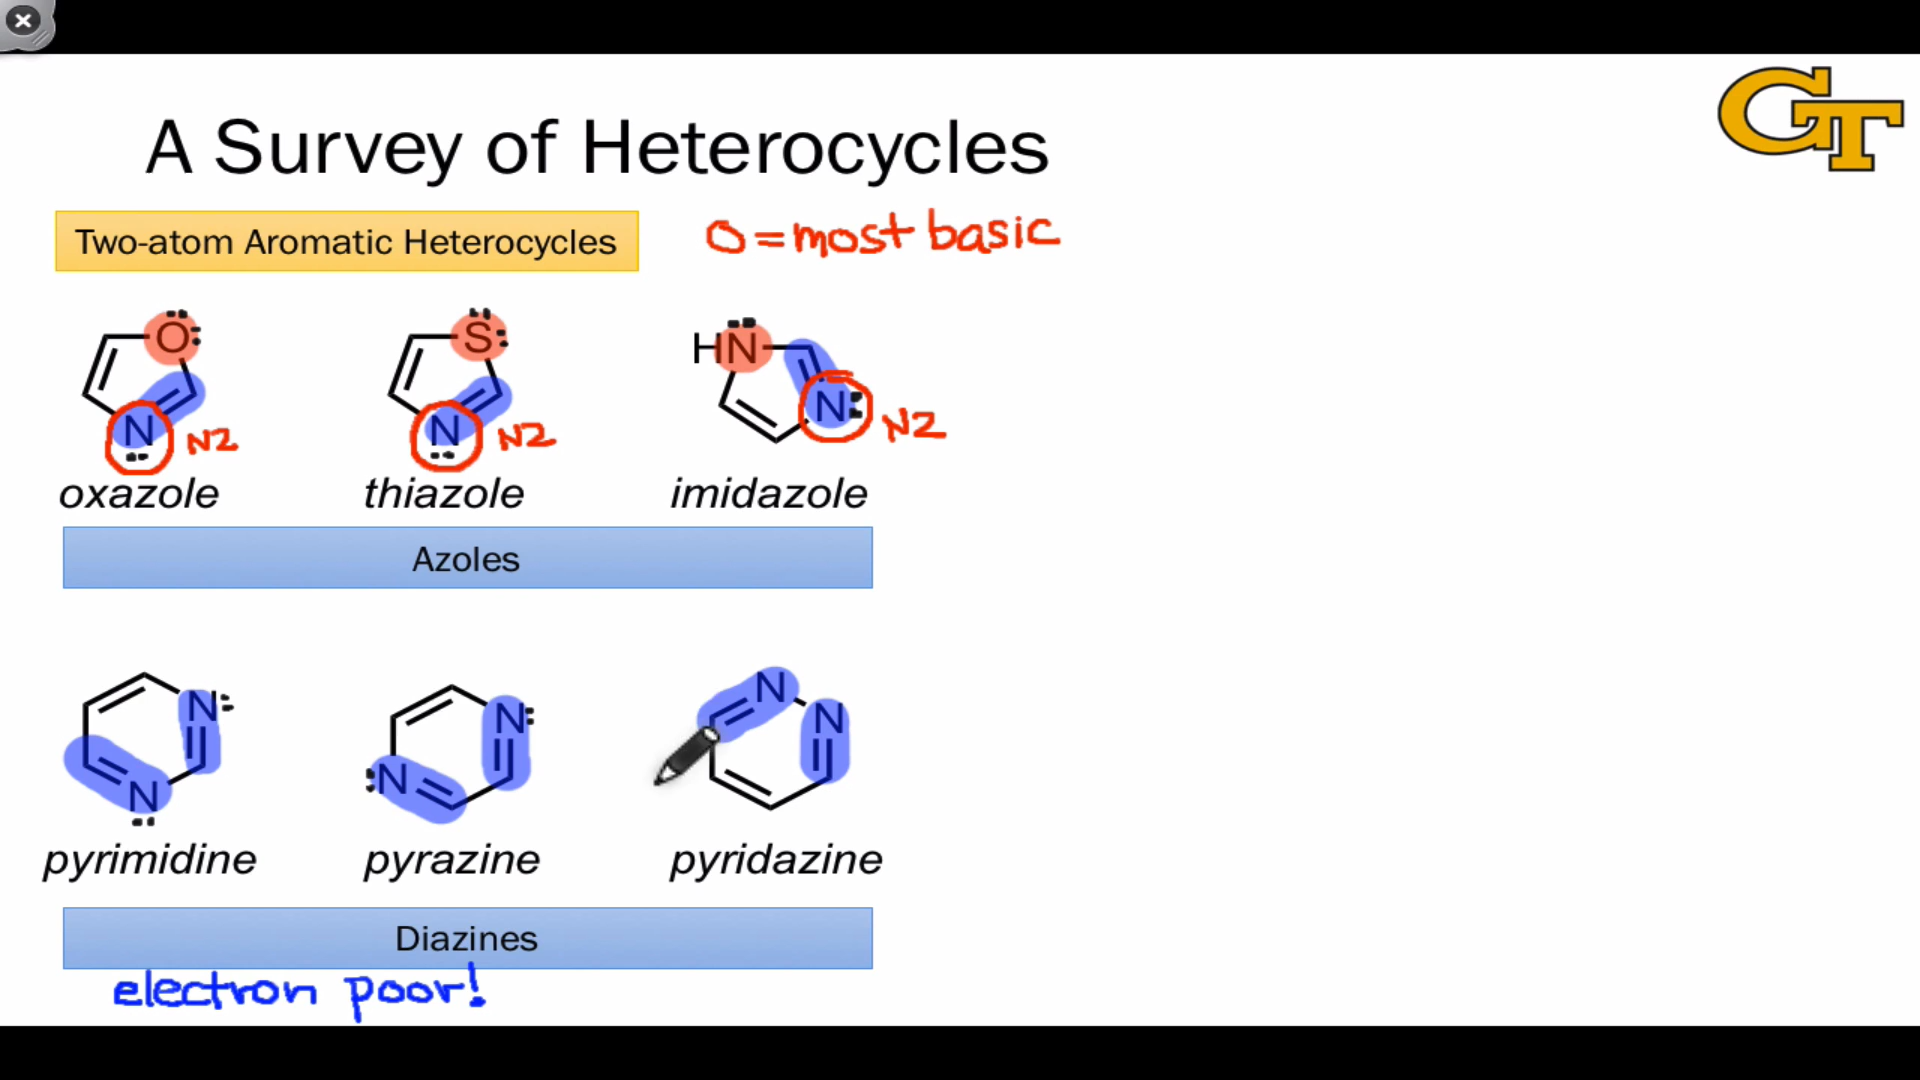 A Survey of Heterocycles
GT
Two-atom Aromatic Heterocycles
O = most basic
O
S
HN
N
N2
N
N2
N
N2
oxazole
thiazole
imidazole
Azoles
N
N
N
N
N
N
pyrimidine
pyrazine
pyridazine
Diazines
electron poor!